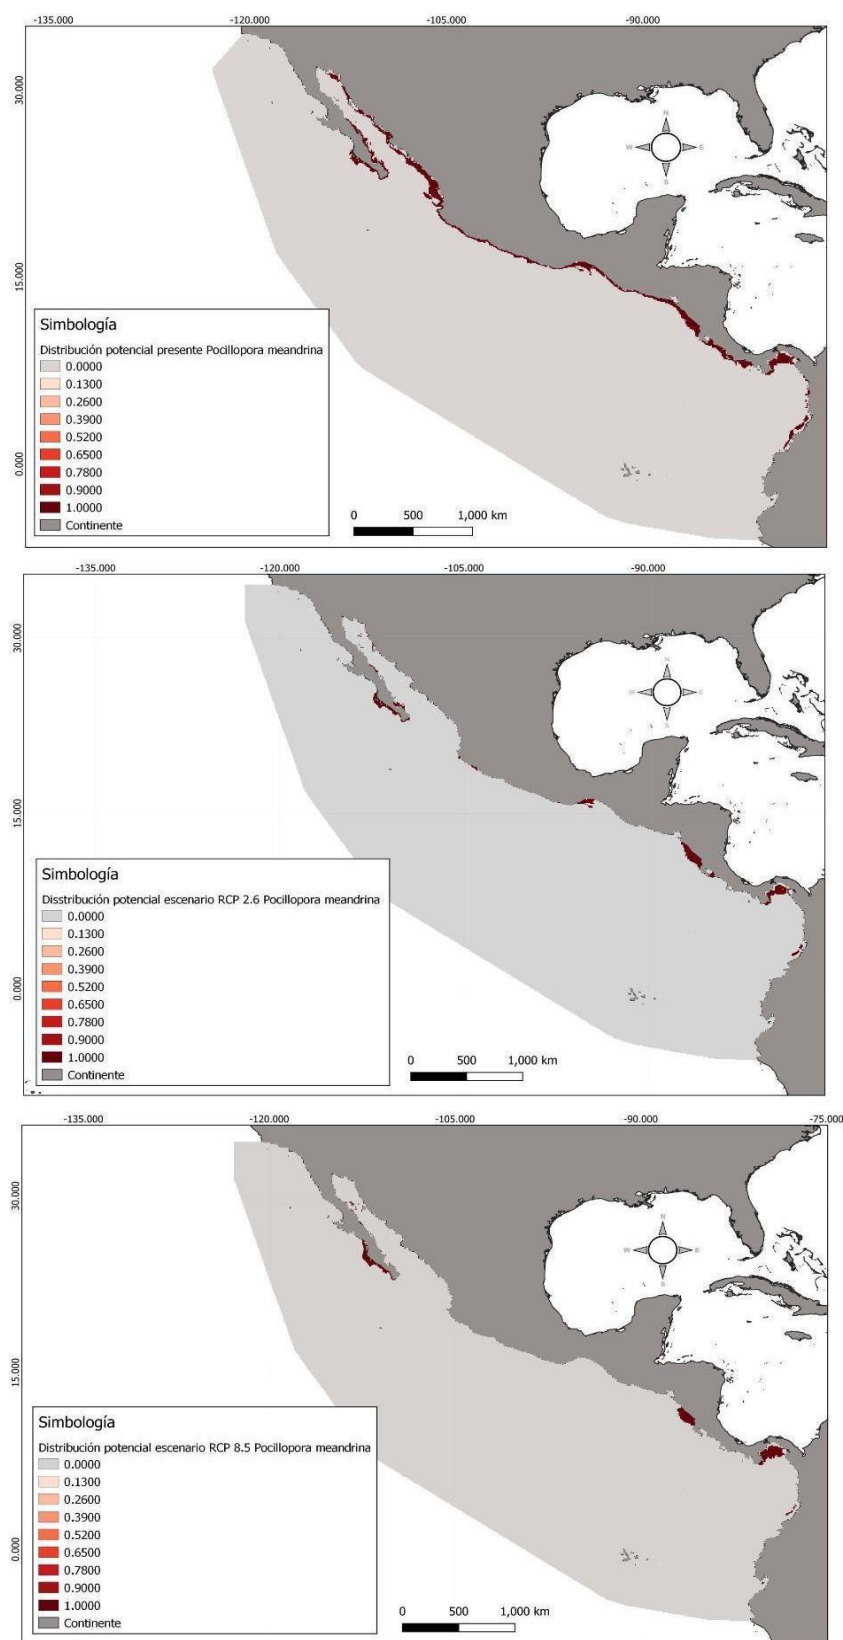 -135.000 -120.000 -105.000 -90.000
30.000
15.000
0.000
N
W E
S
Simbología
Distribución potencial presente Pocillopora meandrina
0.0000
0.1300
0.2600
0.3900
0.5200
0.6500
0.7800
0.9000
1.0000
Continente
0 500 1,000 km
-135.000 -120.000 -105.000 -90.000
30.000
15.000
0.000
N
W E
S
Simbología
Disstribución potencial escenario RCP 2.6 Pocillopora meandrina
0.0000
0.1300
0.2600
0.3900
0.5200
0.6500
0.7800
0.9000
1.0000
Continente
0 500 1,000 km
-135.000 -120.000 -105.000 -90.000 -75.000
30.000
15.000
0.000
N
W E
S
Simbología
Distribución potencial escenario RCP 8.5 Pocillopora meandrina
0.0000
0.1300
0.2600
0.3900
0.5200
0.6500
0.7800
0.9000
1.0000
Continente
0 500 1,000 km